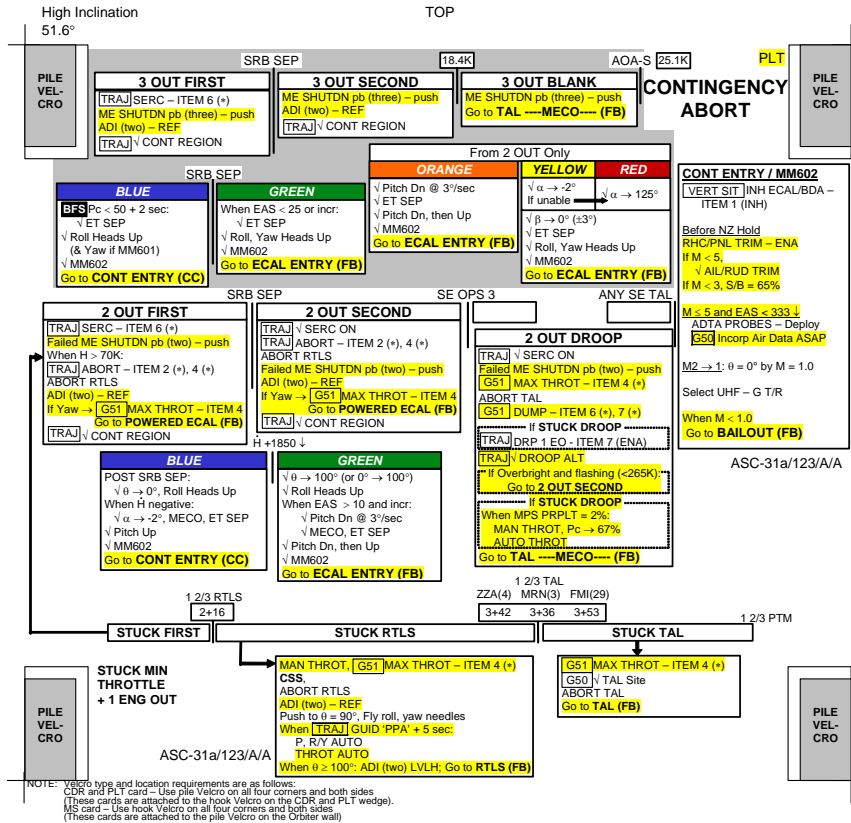 High Inclination
51.6°
TOP
PILE
VEL-
CRO
SRB SEP
18.4K
AOA-S
25.1K
PLT
PILE
VEL-
CRO
3 OUT FIRST
TRAJ SERC – ITEM 6 (*)
ME SHUTDN pb (three) – push
ADI (two) – REF
TRAJ √ CONT REGION
3 OUT SECOND
ME SHUTDN pb (three) – push
ADI (two) – REF
TRAJ √ CONT REGION
3 OUT BLANK
ME SHUTDN pb (three) – push
Go to TAL ----MECO---- (FB)
CONTINGENCY
ABORT
SRB SEP
BLUE
BFS Pc < 50 + 2 sec:
√ ET SEP
√ Roll Heads Up
(& Yaw if MM601)
√ MM602
Go to CONT ENTRY (CC)
GREEN
When EAS < 25 or incr:
√ ET SEP
√ Roll, Yaw Heads Up
√ MM602
Go to ECAL ENTRY (FB)
From 2 OUT Only
ORANGE
√ Pitch Dn @ 3°/sec
√ ET SEP
√ Pitch Dn, then Up
√ MM602
Go to ECAL ENTRY (FB)
YELLOW
√ α → -2°
If unable
RED
√ α → 125°
√ β → 0° (±3°)
√ ET SEP
√ Roll, Yaw Heads Up
√ MM602
Go to ECAL ENTRY (FB)
CONT ENTRY / MM602
VERT SIT INH ECAL/BDA –
ITEM 1 (INH)
Before NZ Hold
RHC/PNL TRIM – ENA
If M < 5,
√ AIL/RUD TRIM
If M < 3, S/B = 65%
M ≤ 5 and EAS < 333 ↓
ADTA PROBES – Deploy
G50 Incorp Air Data ASAP
M2 → 1: θ = 0° by M = 1.0
Select UHF – G T/R
When M < 1.0
Go to BAILOUT (FB)
ASC-31a/123/A/A
SRB SEP
SE OPS 3
ANY SE TAL
2 OUT FIRST
TRAJ SERC – ITEM 6 (*)
Failed ME SHUTDN pb (two) – push
When H > 70K:
TRAJ ABORT – ITEM 2 (*), 4 (*)
ABORT RTLS
ADI (two) – REF
If Yaw → G51 MAX THROT – ITEM 4
Go to POWERED ECAL (FB)
TRAJ √ CONT REGION
2 OUT SECOND
TRAJ √ SERC ON
TRAJ ABORT – ITEM 2 (*), 4 (*)
ABORT RTLS
Failed ME SHUTDN pb (two) – push
ADI (two) – REF
If Yaw → G51 MAX THROT – ITEM 4
Go to POWERED ECAL (FB)
TRAJ √ CONT REGION
2 OUT DROOP
TRAJ √ SERC ON
Failed ME SHUTDN pb (two) – push
G51 MAX THROT – ITEM 4 (*)
ABORT TAL
G51 DUMP – ITEM 6 (*), 7 (*)
If STUCK DROOP
TRAJ DRP 1 EO - ITEM 7 (ENA)
TRAJ √ DROOP ALT
If Overbright and flashing (<265K):
Go to 2 OUT SECOND
If STUCK DROOP
When MPS PRPLT = 2%:
MAN THROT, Pc → 67%
AUTO THROT
Go to TAL ----MECO---- (FB)
Ḣ +1850 ↓
BLUE
POST SRB SEP:
√ θ → 0°, Roll Heads Up
When Ḣ negative:
√ α → -2°, MECO, ET SEP
√ Pitch Up
√ MM602
Go to CONT ENTRY (CC)
GREEN
√ θ → 100° (or 0° → 100°)
√ Roll Heads Up
When EAS > 10 and incr:
√ Pitch Dn @ 3°/sec
√ MECO, ET SEP
√ Pitch Dn, then Up
√ MM602
Go to ECAL ENTRY (FB)
1 2/3 RTLS
2+16
1 2/3 TAL
ZZA(4) MRN(3) FMI(29)
3+42 3+36 3+53
1 2/3 PTM
STUCK FIRST
STUCK RTLS
STUCK TAL
STUCK MIN
THROTTLE
+ 1 ENG OUT
MAN THROT, G51 MAX THROT – ITEM 4 (*)
CSS,
ABORT RTLS
ADI (two) – REF
Push to θ = 90°, Fly roll, yaw needles
When TRAJ GUID 'PPA' + 5 sec:
P, R/Y AUTO
THROT AUTO
When θ ≥ 100°: ADI (two) LVLH; Go to RTLS (FB)
G51 MAX THROT – ITEM 4 (*)
G50 √ TAL Site
ABORT TAL
Go to TAL (FB)
PILE
VEL-
CRO
PILE
VEL-
CRO
ASC-31a/123/A/A
NOTE: Velcro type and location requirements are as follows:
CDR and PLT card – Use pile Velcro on all four corners and both sides
(These cards are attached to the hook Velcro on the CDR and PLT wedge).
MS card – Use hook Velcro on all four corners and both sides
(These cards are attached to the pile Velcro on the Orbiter wall)